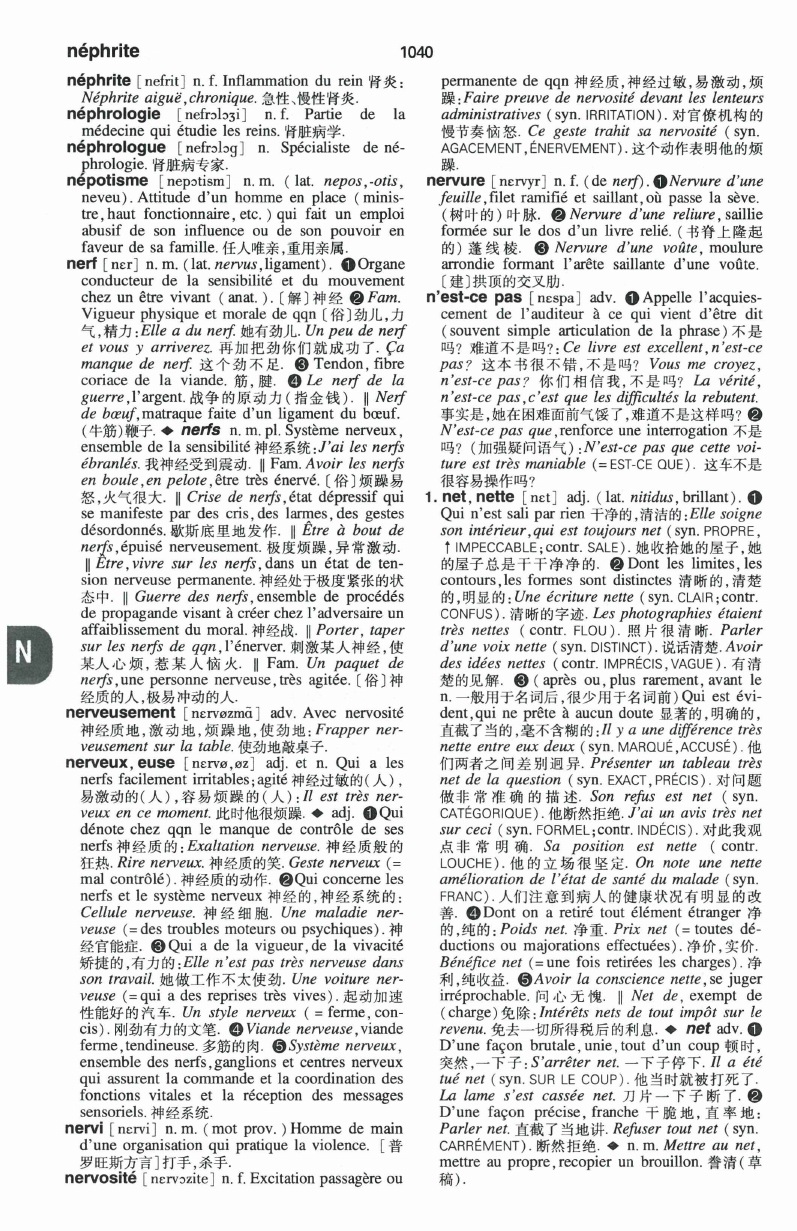 néphrite
1040
néphrite [nefrit] n. f. Inflammation du rein 肾炎:
Néphrite aiguë, chronique. 急性、慢性肾炎.
néphrologie [nefrɔlɔʒi] n. f. Partie de la
médecine qui étudie les reins. 肾脏病学.
néphrologue [nefrɔlɔg] n. Spécialiste de né-
phrologie. 肾脏病专家.
népotisme [nepɔtism] n. m. (lat. nepos, -otis,
neveu). Attitude d'un homme en place (minis-
tre, haut fonctionnaire, etc.) qui fait un emploi
abusif de son influence ou de son pouvoir en
faveur de sa famille. 任人唯亲,重用亲属.
nerf [nɛr] n. m. (lat. nervus, ligament). ❶Organe
conducteur de la sensibilité et du mouvement
chez un être vivant (anat.). [解]神经 ❷Fam.
Vigueur physique et morale de qqn [俗]劲儿,力
气,精力: Elle a du nerf. 她有劲儿. Un peu de nerf
et vous y arriverez. 再加把劲你们就成功了. Ça
manque de nerf. 这个劲不足. ❸Tendon, fibre
coriace de la viande. 筋, 腱. ❹Le nerf de la
guerre, l'argent. 战争的原动力(指金钱). ‖ Nerf
de bœuf, matraque faite d'un ligament du bœuf.
(牛筋)鞭子. ◆ nerfs n. m. pl. Système nerveux,
ensemble de la sensibilité 神经系统: J'ai les nerfs
ébranlés. 我神经受到震动. ‖ Fam. Avoir les nerfs
en boule, en pelote, être très énervé. [俗]烦躁易
怒,火气很大. ‖ Crise de nerfs, état dépressif qui
se manifeste par des cris, des larmes, des gestes
désordonnés. 歇斯底里地发作. ‖ Être à bout de
nerfs, épuisé nerveusement. 极度烦躁,异常激动.
‖ Être, vivre sur les nerfs, dans un état de ten-
sion nerveuse permanente. 神经处于极度紧张的状
态中. ‖ Guerre des nerfs, ensemble de procédés
de propagande visant à créer chez l'adversaire un
affaiblissement du moral. 神经战. ‖ Porter, taper
sur les nerfs de qqn, l'énerver. 刺激某人神经,使
某人心烦,惹某人恼火. ‖ Fam. Un paquet de
nerfs, une personne nerveuse, très agitée. [俗]神
经质的人,极易冲动的人.
nerveusement [nɛrvøzmɑ̃] adv. Avec nervosité
神经质地,激动地,烦躁地,使劲地: Frapper ner-
veusement sur la table. 使劲地敲桌子.
nerveux, euse [nɛrvø, øz] adj. et n. Qui a les
nerfs facilement irritables; agité 神经过敏的(人),
易激动的(人),容易烦躁的(人): Il est très ner-
veux en ce moment. 此时他很烦躁. ◆ adj. ❶Qui
dénote chez qqn le manque de contrôle de ses
nerfs 神经质的: Exaltation nerveuse. 神经质般的
狂热. Rire nerveux. 神经质的笑. Geste nerveux (=
mal contrôlé). 神经质的动作. ❷Qui concerne les
nerfs et le système nerveux 神经的,神经系统的:
Cellule nerveuse. 神经细胞. Une maladie ner-
veuse (= des troubles moteurs ou psychiques). 神
经官能症. ❸Qui a de la vigueur, de la vivacité
矫捷的,有力的: Elle n'est pas très nerveuse dans
son travail. 她做工作不太使劲. Une voiture ner-
veuse (= qui a des reprises très vives). 起动加速
性能好的汽车. Un style nerveux (= ferme, con-
cis). 刚劲有力的文笔. ❹Viande nerveuse, viande
ferme, tendineuse. 多筋的肉. ❺Système nerveux,
ensemble des nerfs, ganglions et centres nerveux
qui assurent la commande et la coordination des
fonctions vitales et la réception des messages
sensoriels. 神经系统.
nervi [nɛrvi] n. m. (mot prov.) Homme de main
d'une organisation qui pratique la violence. [普
罗旺斯方言]打手,杀手.
nervosité [nɛrvɔzite] n. f. Excitation passagère ou
N
permanente de qqn 神经质,神经过敏,易激动,烦
躁: Faire preuve de nervosité devant les lenteurs
administratives (syn. IRRITATION). 对官僚机构的
慢节奏恼怒. Ce geste trahit sa nervosité (syn.
AGACEMENT, ÉNERVEMENT). 这个动作表明他的烦
躁.
nervure [nɛrvyr] n. f. (de nerf). ❶Nervure d'une
feuille, filet ramifié et saillant, où passe la sève.
(树叶的)叶脉. ❷Nervure d'une reliure, saillie
formée sur le dos d'un livre relié. (书脊上隆起
的)蓬线棱. ❸Nervure d'une voûte, moulure
arrondie formant l'arête saillante d'une voûte.
[建]拱顶的交叉肋.
n'est-ce pas [nɛspa] adv. ❶Appelle l'acquies-
cement de l'auditeur à ce qui vient d'être dit
(souvent simple articulation de la phrase) 不是
吗? 难道不是吗?: Ce livre est excellent, n'est-ce
pas? 这本书很不错,不是吗? Vous me croyez,
n'est-ce pas? 你们相信我,不是吗? La vérité,
n'est-ce pas, c'est que les difficultés la rebutent.
事实是,她在困难面前气馁了,难道不是这样吗? ❷
N'est-ce pas que, renforce une interrogation 不是
吗? (加强疑问语气): N'est-ce pas que cette voi-
ture est très maniable (= EST-CE QUE). 这车不是
很容易操作吗?
1. net, nette [nɛt] adj. (lat. nitidus, brillant). ❶
Qui n'est sali par rien 干净的,清洁的: Elle soigne
son intérieur, qui est toujours net (syn. PROPRE,
↑ IMPECCABLE; contr. SALE). 她收拾她的屋子,她
的屋子总是干干净净的. ❷Dont les limites, les
contours, les formes sont distinctes 清晰的,清楚
的,明显的: Une écriture nette (syn. CLAIR; contr.
CONFUS). 清晰的字迹. Les photographies étaient
très nettes (contr. FLOU). 照片很清晰. Parler
d'une voix nette (syn. DISTINCT). 说话清楚. Avoir
des idées nettes (contr. IMPRÉCIS, VAGUE). 有清
楚的见解. ❸(après ou, plus rarement, avant le
n. 一般用于名词后,很少用于名词前) Qui est évi-
dent, qui ne prête à aucun doute 显著的,明确的,
直截了当的,毫不含糊的: Il y a une différence très
nette entre eux deux (syn. MARQUÉ, ACCUSÉ). 他
们两者之间差别迥异. Présenter un tableau très
net de la question (syn. EXACT, PRÉCIS). 对问题
做非常准确的描述. Son refus est net (syn.
CATÉGORIQUE). 他断然拒绝. J'ai un avis très net
sur ceci (syn. FORMEL; contr. INDÉCIS). 对此我观
点非常明确. Sa position est nette (contr.
LOUCHE). 他的立场很坚定. On note une nette
amélioration de l'état de santé du malade (syn.
FRANC). 人们注意到病人的健康状况有明显的改
善. ❹Dont on a retiré tout élément étranger 净
的,纯的: Poids net. 净重. Prix net (= toutes dé-
ductions ou majorations effectuées). 净价,实价.
Bénéfice net (= une fois retirées les charges). 净
利,纯收益. ❺Avoir la conscience nette, se juger
irréprochable. 问心无愧. ‖ Net de, exempt de
(charge) 免除: Intérêts nets de tout impôt sur le
revenu. 免去一切所得税后的利息. ◆ net adv. ❶
D'une façon brutale, unie, tout d'un coup 顿时,
突然,一下子: S'arrêter net. 一下子停下. Il a été
tué net (syn. SUR LE COUP). 他当时就被打死了.
La lame s'est cassée net. 刀片一下子断了. ❷
D'une façon précise, franche 干脆地,直率地:
Parler net. 直截了当地讲. Refuser tout net (syn.
CARRÉMENT). 断然拒绝. ◆ n. m. Mettre au net,
mettre au propre, recopier un brouillon. 誊清(草
稿).